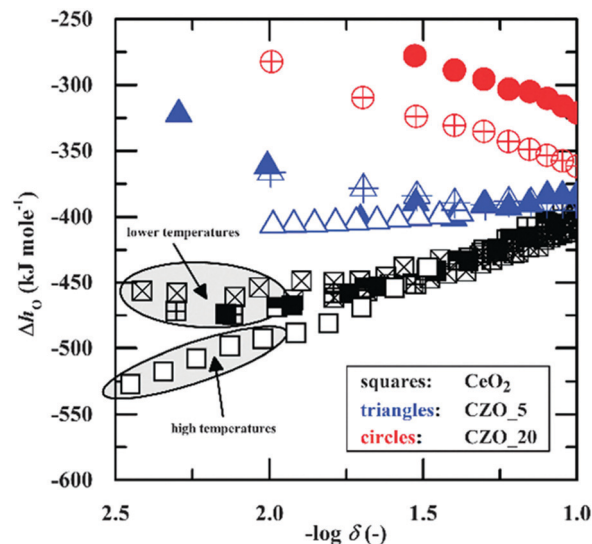 -250
-300
-350
-400
-450
-500
-550
-600
Δh_O (kJ mole⁻¹)
lower temperatures
high temperatures
squares: CeO₂
triangles: CZO_5
circles: CZO_20
2.5 2.0 1.5 1.0
-log δ (-)